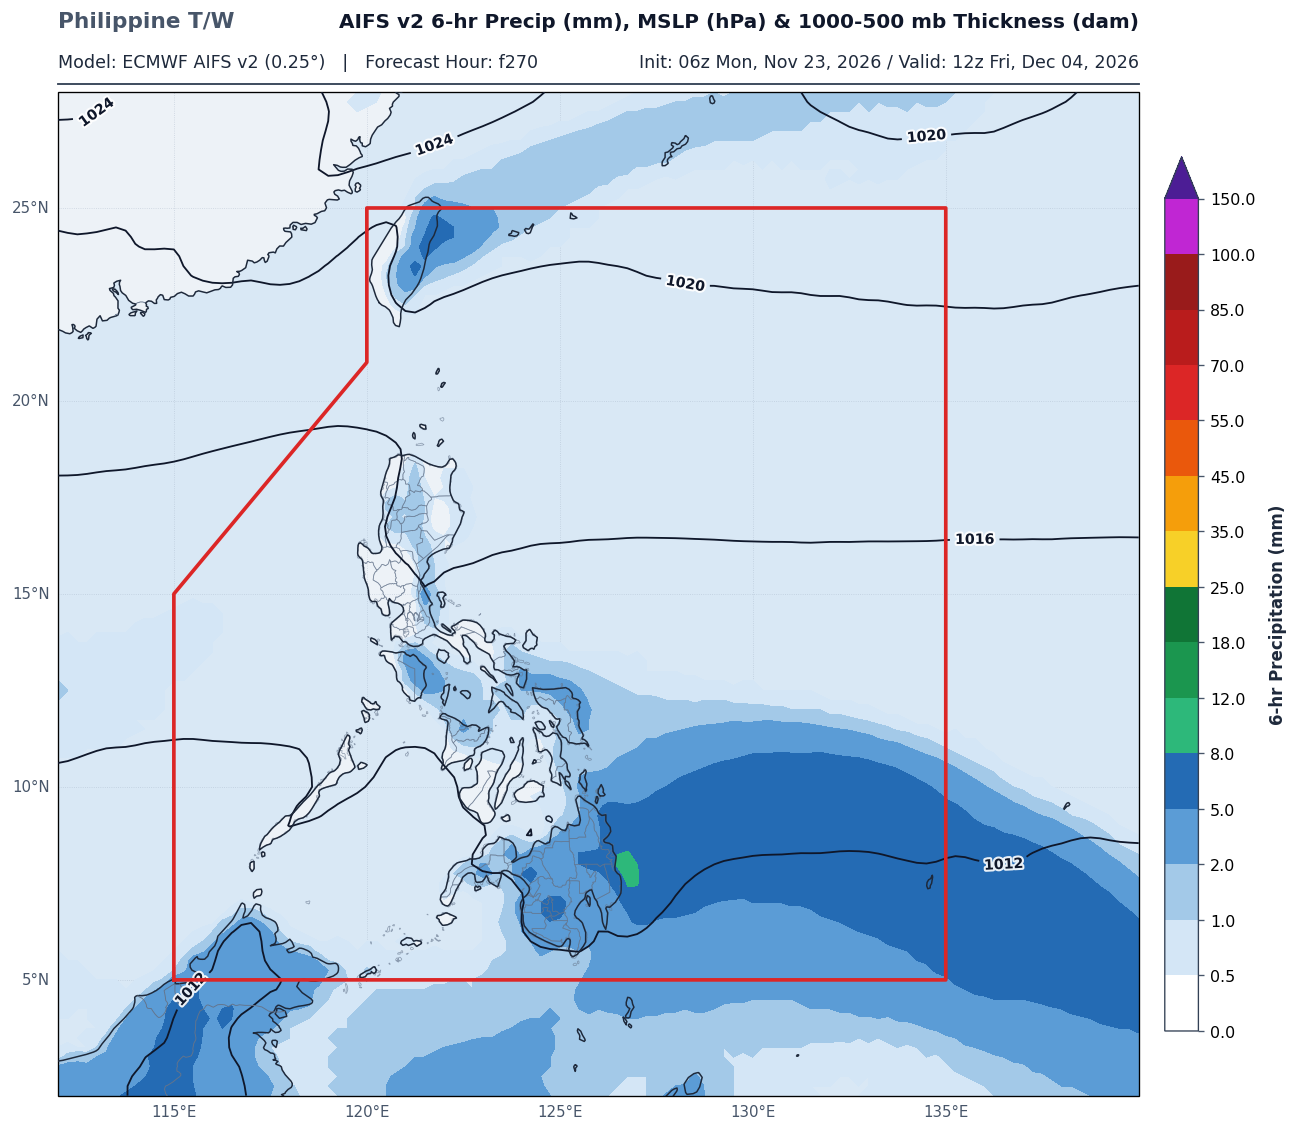 Philippine T/W
AIFS v2 6-hr Precip (mm), MSLP (hPa) & 1000-500 mb Thickness (dam)
Model: ECMWF AIFS v2 (0.25°)   |   Forecast Hour: f270
Init: 06z Mon, Nov 23, 2026 / Valid: 12z Fri, Dec 04, 2026
1024
1024
1020
25°N
1020
20°N
1016
15°N
10°N
1012
5°N
1012
115°E
120°E
125°E
130°E
135°E
150.0
100.0
85.0
70.0
55.0
45.0
35.0
25.0
18.0
12.0
8.0
5.0
2.0
1.0
0.5
0.0
6-hr Precipitation (mm)